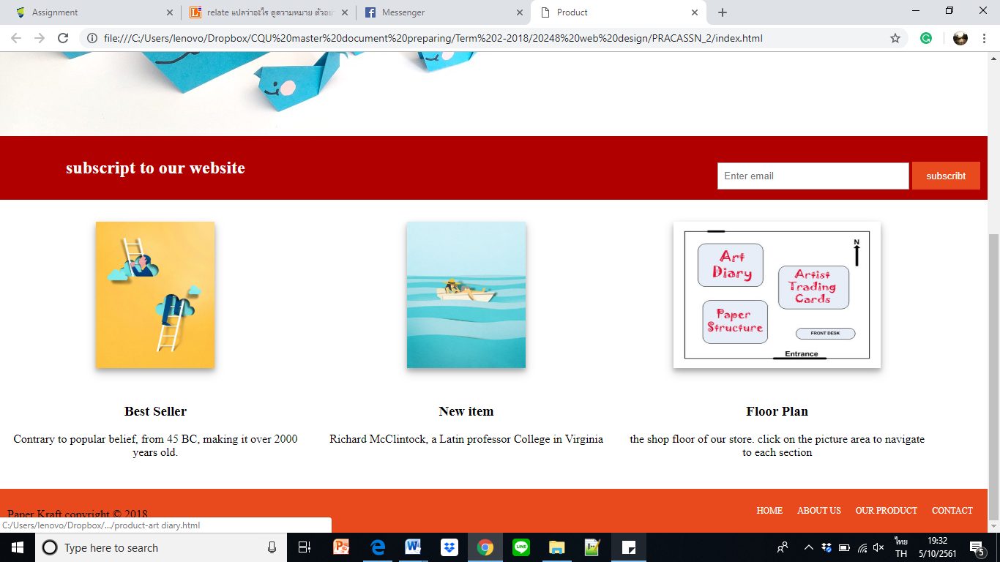 Assignment
relate แปลว่าอะไร ดูความหมาย ตัวอย่า
Messenger
Product
file:///C:/Users/lenovo/Dropbox/CQU%20master%20document%20preparing/Term%202-2018/20248%20web%20design/PRACASSN_2/index.html
subscript to our website
Enter email
subscribt
Art
Diary
Artist
Trading
Cards
Paper
Structure
N
FRONT DESK
Entrance
Best Seller
New item
Floor Plan
Contrary to popular belief, from 45 BC, making it over 2000
years old.
Richard McClintock, a Latin professor College in Virginia
the shop floor of our store. click on the picture area to navigate
to each section
Paper Kraft copyright © 2018
HOME ABOUT US OUR PRODUCT CONTACT
C:/Users/lenovo/Dropbox/.../product-art diary.html
Type here to search
ไทย
TH
19:32
5/10/2561
5